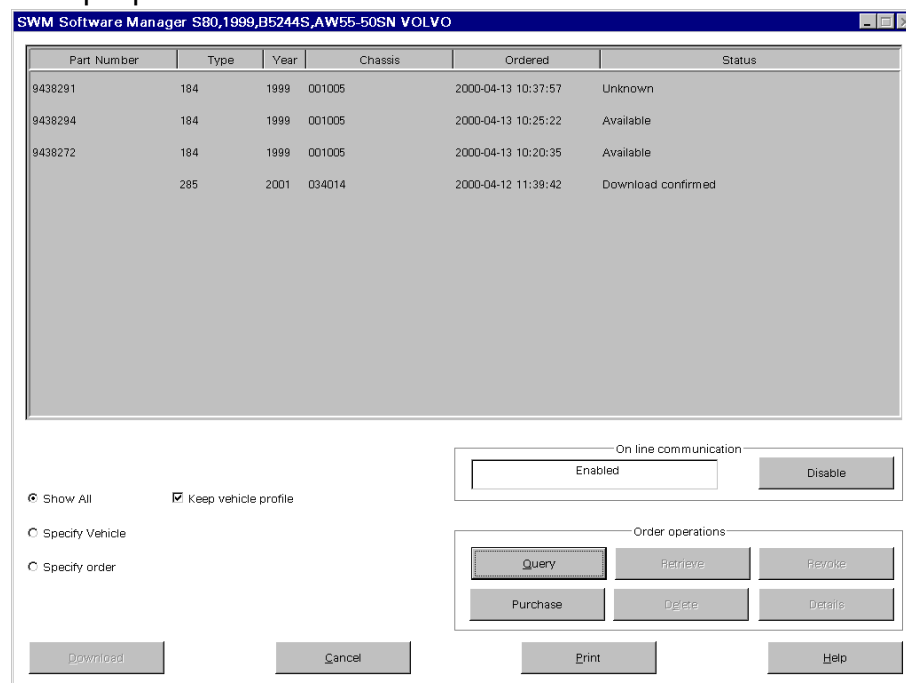 SWM Software Manager S80,1999,B5244S,AW55-50SN VOLVO
Part Number Type Year Chassis Ordered Status
9438291 184 1999 001005 2000-04-13 10:37:57 Unknown
9438294 184 1999 001005 2000-04-13 10:25:22 Available
9438272 184 1999 001005 2000-04-13 10:20:35 Available
285 2001 034014 2000-04-12 11:39:42 Download confirmed
On line communication
Enabled Disable
Show All Keep vehicle profile
Specify Vehicle
Order operations
Specify order
Query Retrieve Revoke
Purchase Delete Details
Download Cancel Print Help